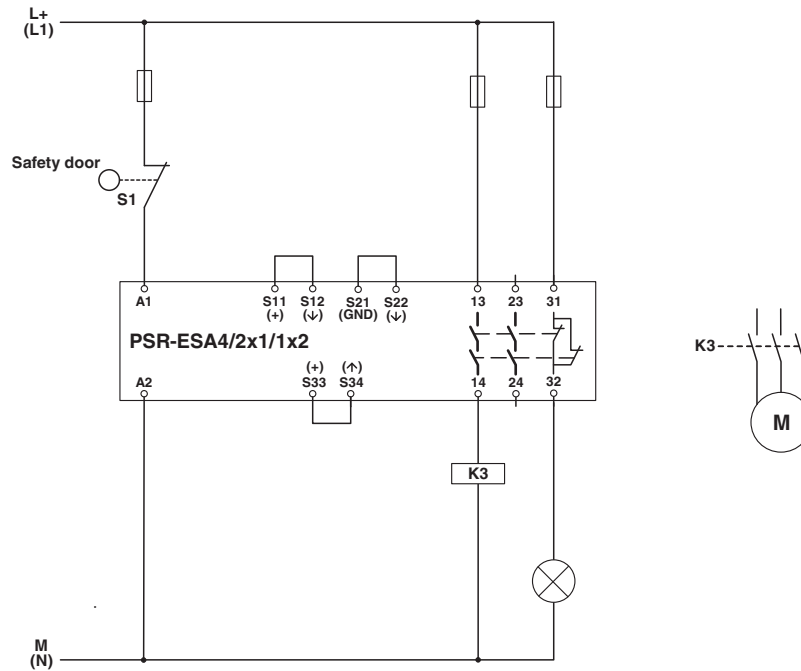 L+
(L1)
Safety door
S1
A1
S11
(+)
S12
(↓)
S21
(GND)
S22
(↓)
13
23
31
PSR-ESA4/2x1/1x2
A2
(+)
S33
(↑)
S34
14
24
32
K3
K3
M
M
(N)